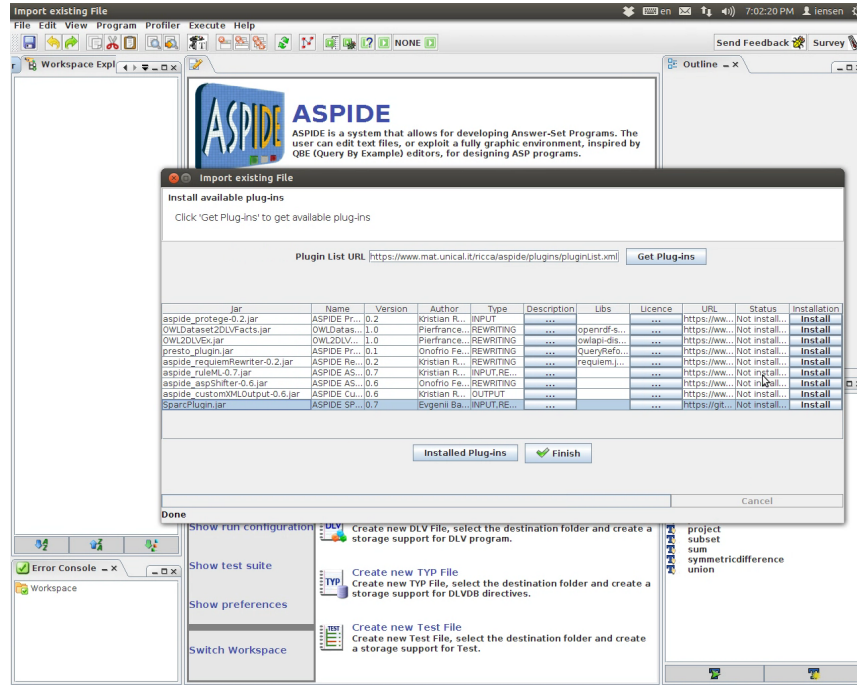 Import existing File
en
7:02:20 PM
iensen
File Edit View Program Profiler Execute Help
NONE
Send Feedback
Survey
Workspace Expl
Outline
ASPIDE
ASPIDE
ASPIDE is a system that allows for developing Answer-Set Programs. The
user can edit text files, or exploit a fully graphic environment, inspired by
QBE (Query By Example) editors, for designing ASP programs.
Import existing File
Install available plug-ins
Click 'Get Plug-ins' to get available plug-ins
Plugin List URL https://www.mat.unical.it/ricca/aspide/plugins/pluginList.xml Get Plug-ins
Jar Name Version Author Type Description Libs Licence URL Status Installation
aspide_protege-0.2.jar ASPIDE Pr... 0.2 Kristian R... INPUT ... ... https://ww... Not install... Install
OWLDataset2DLVFacts.jar OWLDatas... 1.0 Pierfrance... REWRITING ... openrdf-s... ... https://ww... Not install... Install
OWL2DLVEx.jar OWL2DLV... 1.0 Pierfrance... REWRITING ... owlapi-dis... ... https://ww... Not install... Install
presto_plugin.jar ASPIDE Pr... 0.1 Onofrio Fe... REWRITING ... QueryRefo... ... https://ww... Not install... Install
aspide_requiemRewriter-0.2.jar ASPIDE Re... 0.2 Kristian R... REWRITING ... requiem.j... ... https://ww... Not install... Install
aspide_ruleML-0.7.jar ASPIDE AS... 0.7 Kristian R... INPUT,RE... ... ... https://ww... Not install... Install
aspide_aspShifter-0.6.jar ASPIDE AS... 0.6 Onofrio Fe... REWRITING ... ... https://ww... Not install... Install
aspide_customXMLOutput-0.6.jar ASPIDE Cu... 0.6 Kristian R... OUTPUT ... ... https://ww... Not install... Install
SparcPlugin.jar ASPIDE SP... 0.7 Evgenii Ba... INPUT,RE... ... ... https://git... Not install... Install
Installed Plug-ins Finish
Cancel
Done
Show run configuration
Show test suite
Show preferences
Switch Workspace
DLV
Create new DLV File, select the destination folder and create a
storage support for DLV program.
TYP
Create new TYP File
Create new TYP File, select the destination folder and create a
storage support for DLVDB directives.
TEST
Create new Test File
Create new Test File, select the destination folder and create
a storage support for Test.
project
subset
sum
symmetricdifference
union
Error Console
Workspace